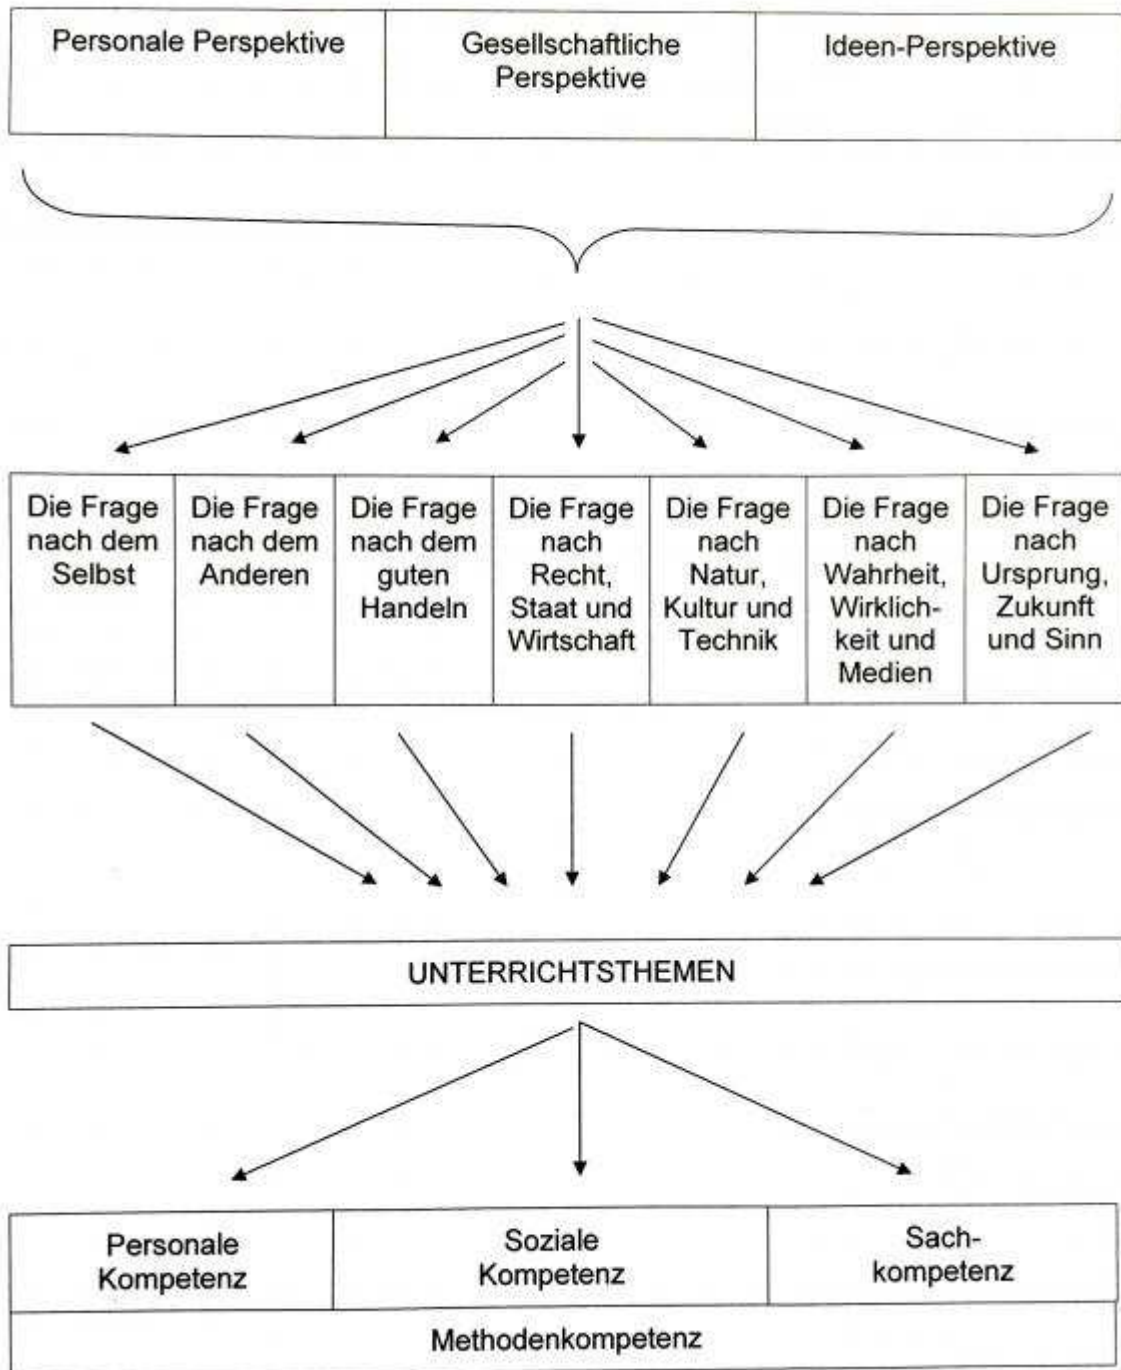 Personale Perspektive
Gesellschaftliche
Perspektive
Ideen-Perspektive
Die Frage
nach dem
Selbst
Die Frage
nach dem
Anderen
Die Frage
nach dem
guten
Handeln
Die Frage
nach
Recht,
Staat und
Wirtschaft
Die Frage
nach
Natur,
Kultur und
Technik
Die Frage
nach
Wahrheit,
Wirklich-
keit und
Medien
Die Frage
nach
Ursprung,
Zukunft
und Sinn
UNTERRICHTSTHEMEN
Personale
Kompetenz
Soziale
Kompetenz
Sach-
kompetenz
Methodenkompetenz